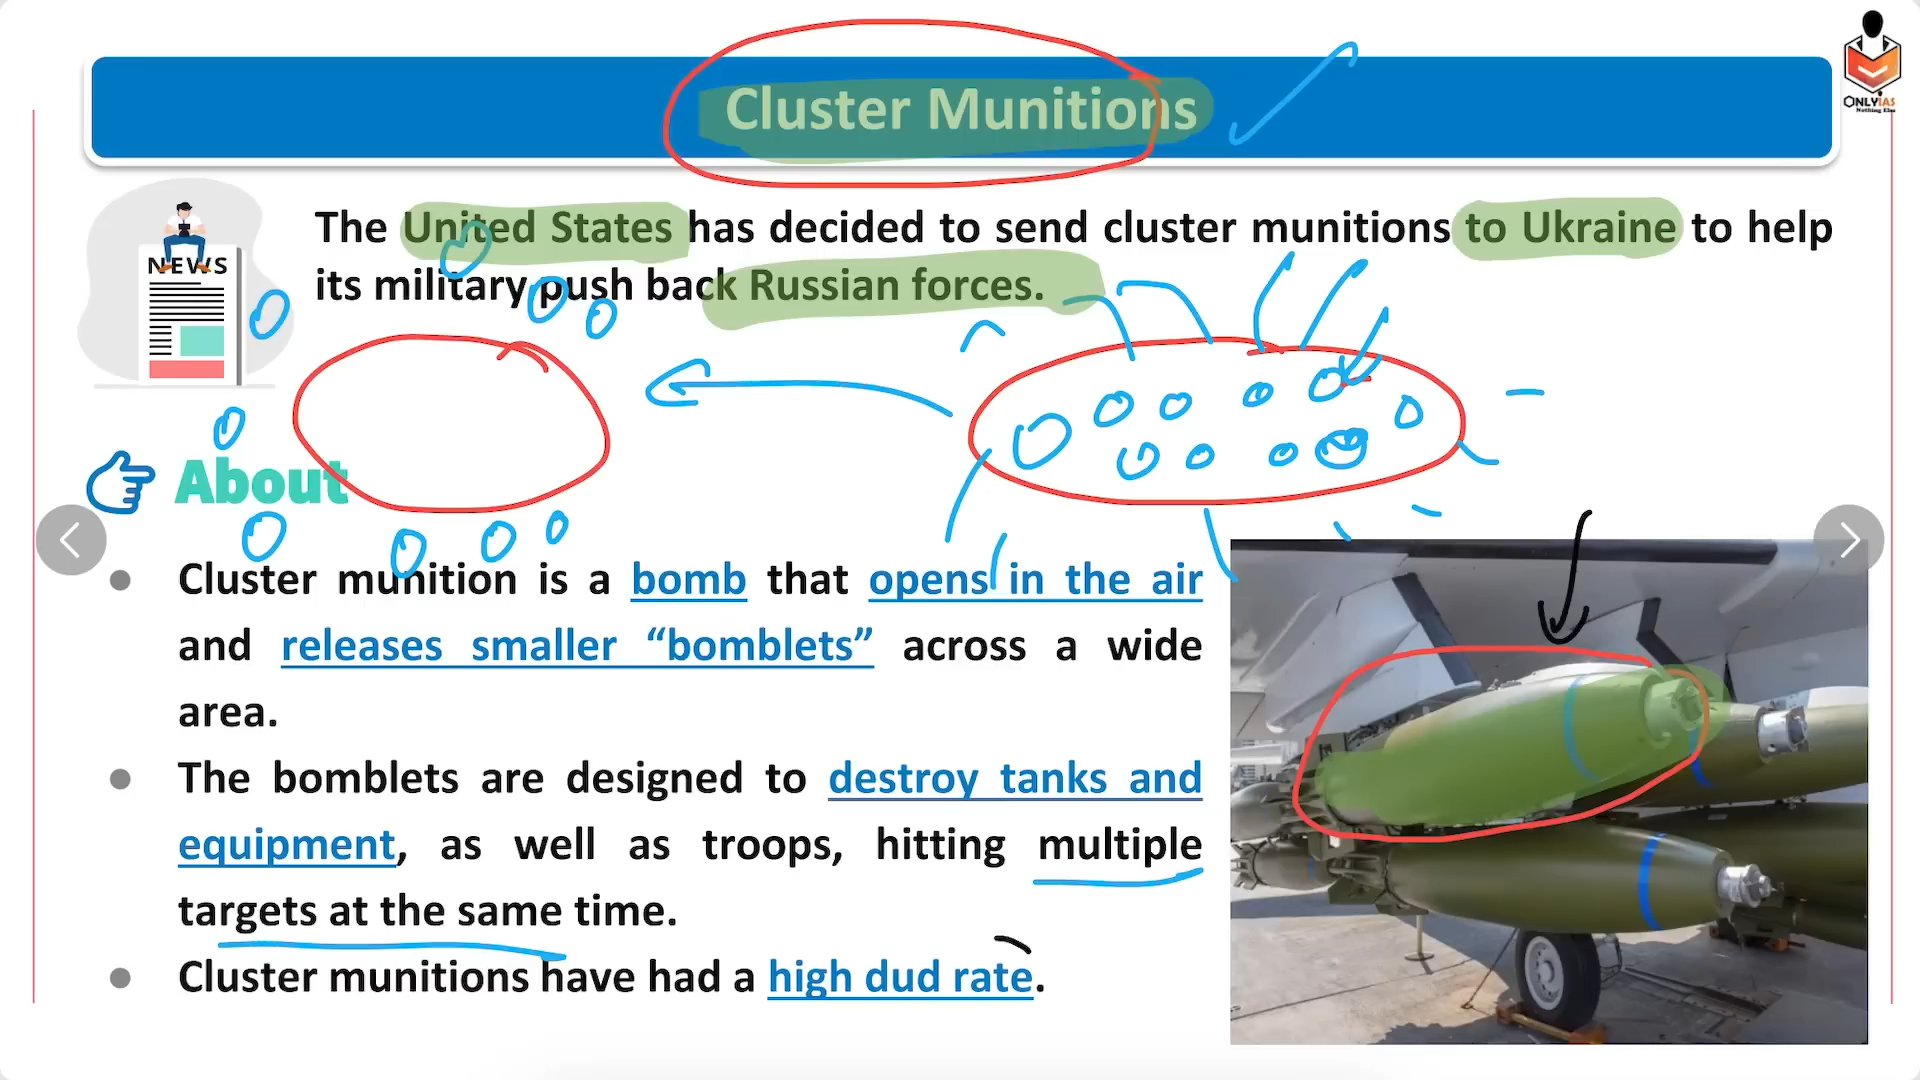 Cluster Munitions
ONLYIAS
Nothing Else
The United States has decided to send cluster munitions to Ukraine to help
its military push back Russian forces.
NEWS
About
Cluster munition is a bomb that opens in the air
and releases smaller “bomblets” across a wide
area.
The bomblets are designed to destroy tanks and
equipment, as well as troops, hitting multiple
targets at the same time.
Cluster munitions have had a high dud rate.